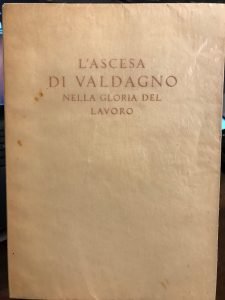 L'ASCESA
DI VALDAGNO
NELLA GLORIA DEL
LAVORO